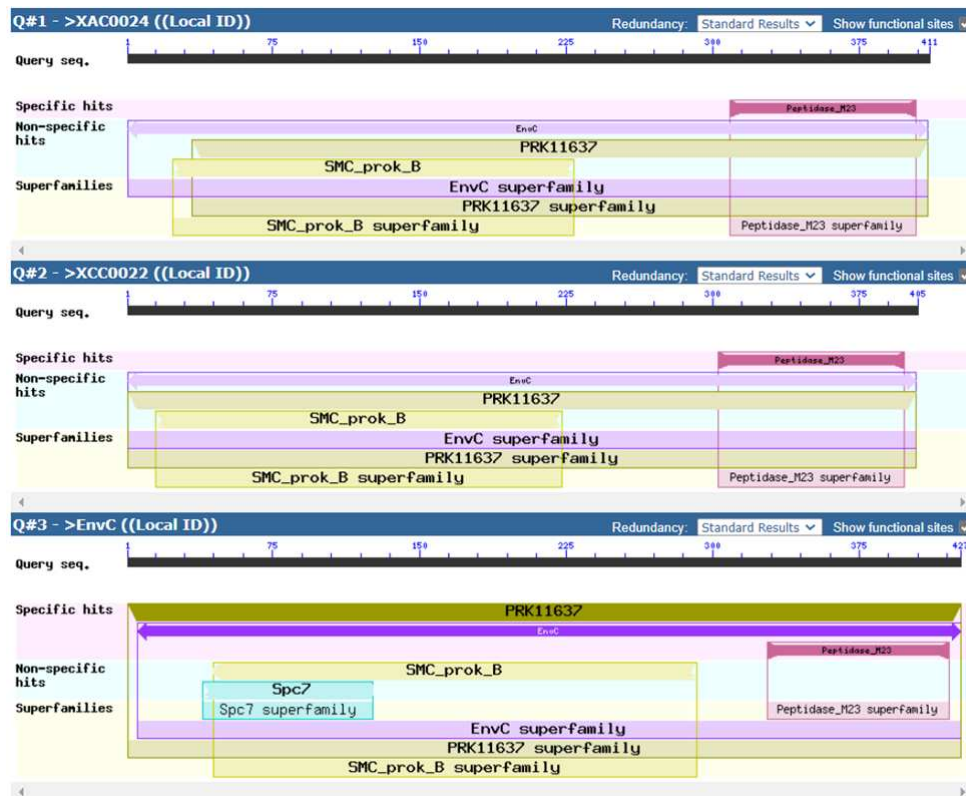 Q#1 - >XAC0024 ((Local ID)) Redundancy: Standard Results Show functional sites
1 75 150 225 300 375 411
Query seq.
Specific hits Peptidase_M23
Non-specific hits EnvC
PRK11637
SMC_prok_B
Superfamilies EnvC superfamily
PRK11637 superfamily
SMC_prok_B superfamily Peptidase_M23 superfamily
Q#2 - >XCC0022 ((Local ID)) Redundancy: Standard Results Show functional sites
1 75 150 225 300 375 405
Query seq.
Specific hits Peptidase_M23
Non-specific hits EnvC
PRK11637
SMC_prok_B
Superfamilies EnvC superfamily
PRK11637 superfamily
SMC_prok_B superfamily Peptidase_M23 superfamily
Q#3 - >EnvC ((Local ID)) Redundancy: Standard Results Show functional sites
1 75 150 225 300 375 427
Query seq.
Specific hits PRK11637
EnvC
Peptidase_M23
Non-specific hits SMC_prok_B
Spc7
Superfamilies Spc7 superfamily Peptidase_M23 superfamily
EnvC superfamily
PRK11637 superfamily
SMC_prok_B superfamily